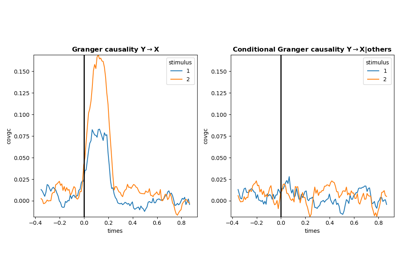 Granger causality Y → X
stimulus
1
2
covgc
0.150
0.125
0.100
0.075
0.050
0.025
0.000
−0.4 −0.2 0.0 0.2 0.4 0.6 0.8
times
Conditional Granger causality Y → X|others
stimulus
1
2
covgc
0.150
0.125
0.100
0.075
0.050
0.025
0.000
−0.4 −0.2 0.0 0.2 0.4 0.6 0.8
times